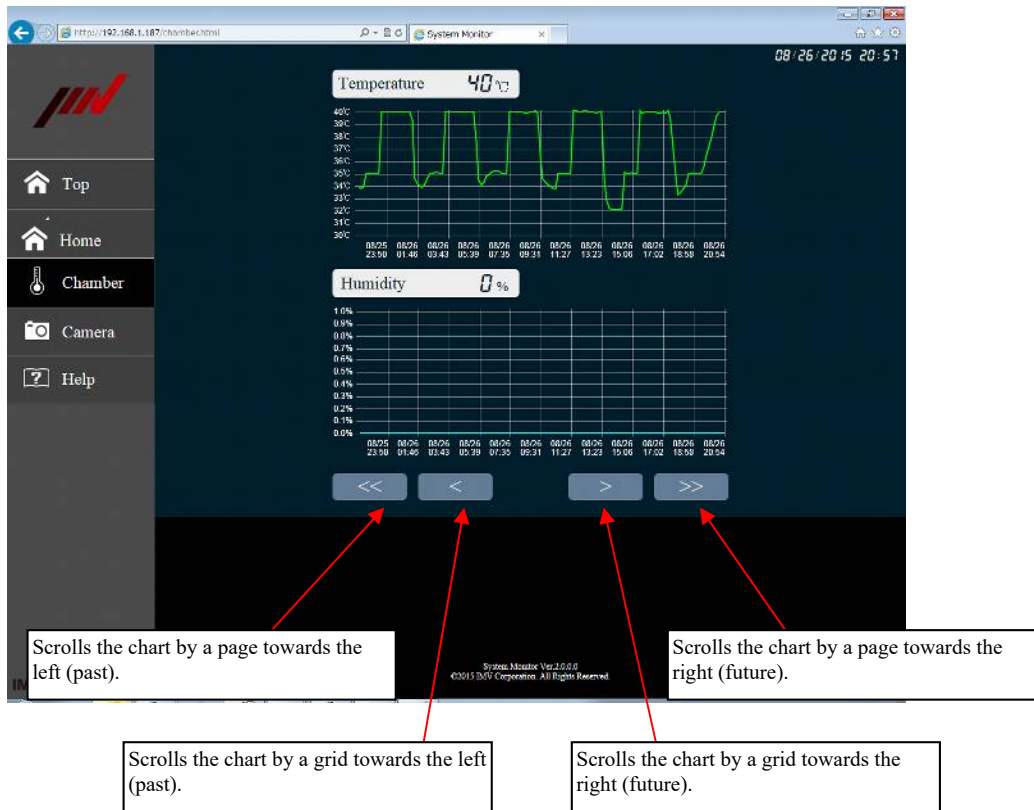 http://192.168.1.187/chamber.html
System Monitor
08/26/2015 20:57
IMV
Temperature 40 ℃
40℃
39℃
38℃
37℃
36℃
35℃
34℃
33℃
32℃
31℃
30℃
08/25 08/26 08/26 08/26 08/26 08/26 08/26 08/26 08/26 08/26 08/26 08/26
23:50 01:46 03:43 05:39 07:35 09:31 11:27 13:23 15:06 17:02 18:58 20:54
Top
Home
Chamber
Camera
Help
Humidity 0 %
1.0%
0.9%
0.8%
0.7%
0.6%
0.5%
0.4%
0.3%
0.2%
0.1%
0.0%
08/25 08/26 08/26 08/26 08/26 08/26 08/26 08/26 08/26 08/26 08/26 08/26
23:50 01:46 03:43 05:39 07:35 09:31 11:27 13:23 15:06 17:02 18:58 20:54
<< < > >>
Scrolls the chart by a page towards the
left (past).
Scrolls the chart by a page towards the
right (future).
System Monitor Ver.2.0.0.0
©2015 IMV Corporation. All Rights Reserved.
Scrolls the chart by a grid towards the left
(past).
Scrolls the chart by a grid towards the
right (future).